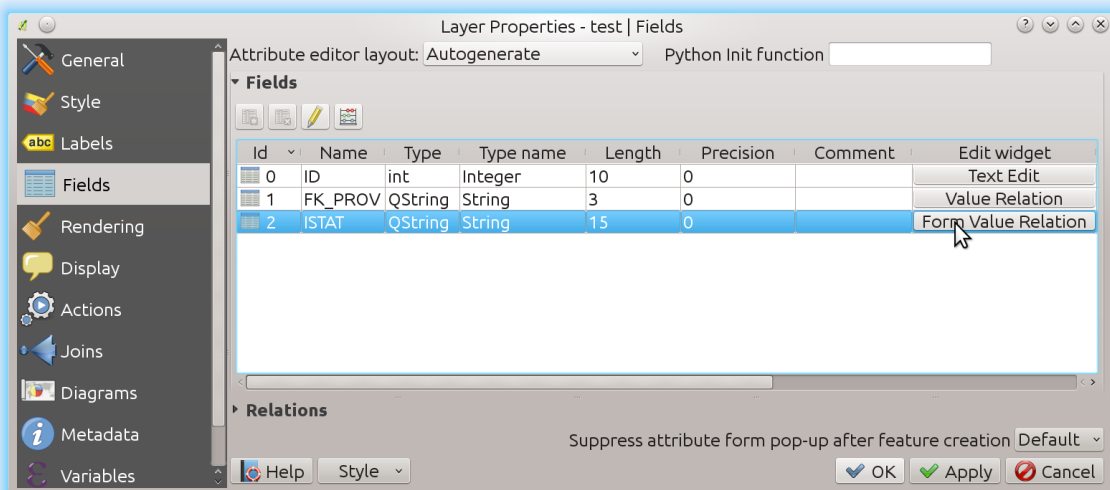 Layer Properties - test | Fields
General
Style
abc Labels
Fields
Rendering
Display
Actions
Joins
Diagrams
Metadata
Variables
Attribute editor layout: Autogenerate Python Init function
Fields
Id Name Type Type name Length Precision Comment Edit widget
0 ID int Integer 10 0 Text Edit
1 FK_PROV QString String 3 0 Value Relation
2 ISTAT QString String 15 0 Form Value Relation
Relations
Suppress attribute form pop-up after feature creation Default
Help Style OK Apply Cancel